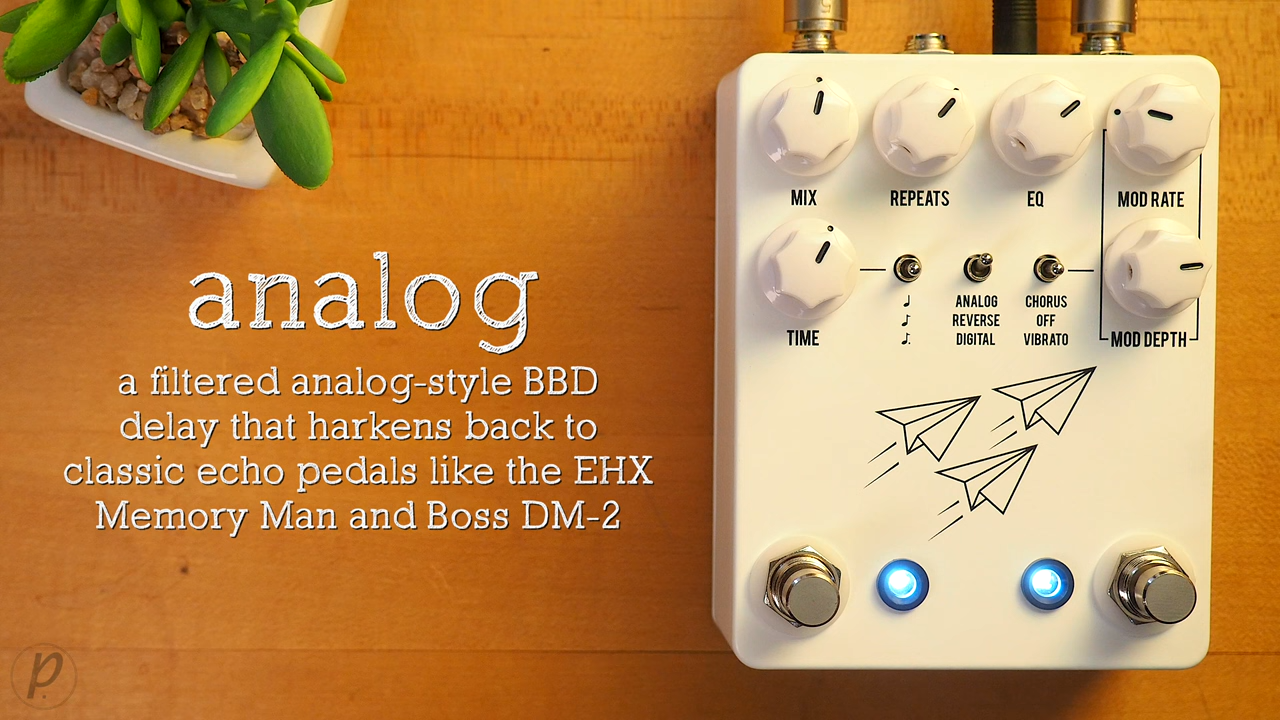 analog
a filtered analog-style BBD
delay that harkens back to
classic echo pedals like the EHX
Memory Man and Boss DM-2
MIX
REPEATS
EQ
MOD RATE
TIME
ANALOG
REVERSE
DIGITAL
CHORUS
OFF
VIBRATO
MOD DEPTH
p.